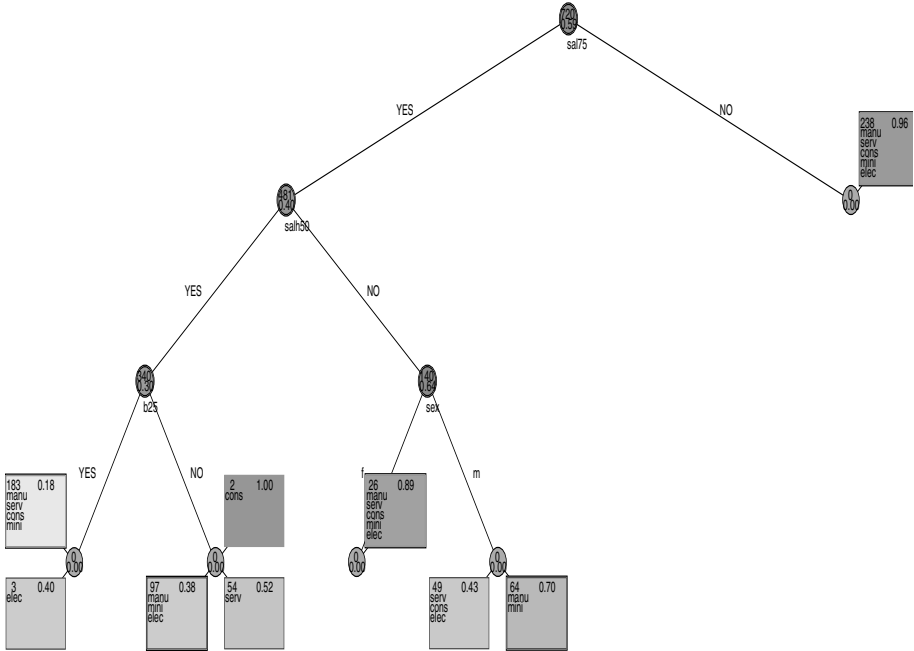 720
sal75
YES
NO
238 0.96
manu
serv
cons
mini
elec
0
0.00
481
0.40
salh50
YES
NO
340
0.30
b25
140
0.64
sex
YES
NO
f
m
183 0.18
manu
serv
cons
mini
2 1.00
cons
26 0.89
manu
serv
cons
mini
elec
0
0.00
0
0.00
0
0.00
0
0.00
3 0.40
elec
97 0.38
manu
mini
elec
54 0.52
serv
49 0.43
serv
cons
elec
64 0.70
manu
mini